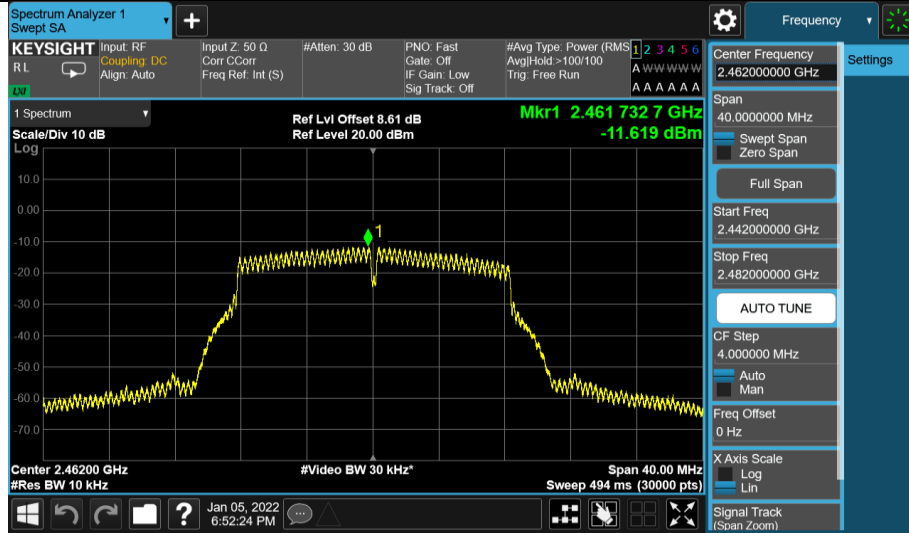 Spectrum Analyzer 1
Swept SA
Frequency
KEYSIGHT
R L
LXI
Input: RF
Coupling: DC
Align: Auto
Input Z: 50 Ω
Corr CCorr
Freq Ref: Int (S)
#Atten: 30 dB
PNO: Fast
Gate: Off
IF Gain: Low
Sig Track: Off
#Avg Type: Power (RMS
Avg|Hold:>100/100
Trig: Free Run
1 2 3 4 5 6
A W W W W W
A A A A A A
Center Frequency
2.462000000 GHz
Settings
1 Spectrum
Scale/Div 10 dB
Log
Ref Lvl Offset 8.61 dB
Ref Level 20.00 dBm
Mkr1 2.461 732 7 GHz
-11.619 dBm
10.0
0.00
-10.0
-20.0
-30.0
-40.0
-50.0
-60.0
-70.0
1
Center 2.46200 GHz
#Res BW 10 kHz
#Video BW 30 kHz*
Span 40.00 MHz
Sweep 494 ms (30000 pts)
Span
40.0000000 MHz
Swept Span
Zero Span
Full Span
Start Freq
2.442000000 GHz
Stop Freq
2.482000000 GHz
AUTO TUNE
CF Step
4.000000 MHz
Auto
Man
Freq Offset
0 Hz
X Axis Scale
Log
Lin
Signal Track
(Span Zoom)
?
Jan 05, 2022
6:52:24 PM